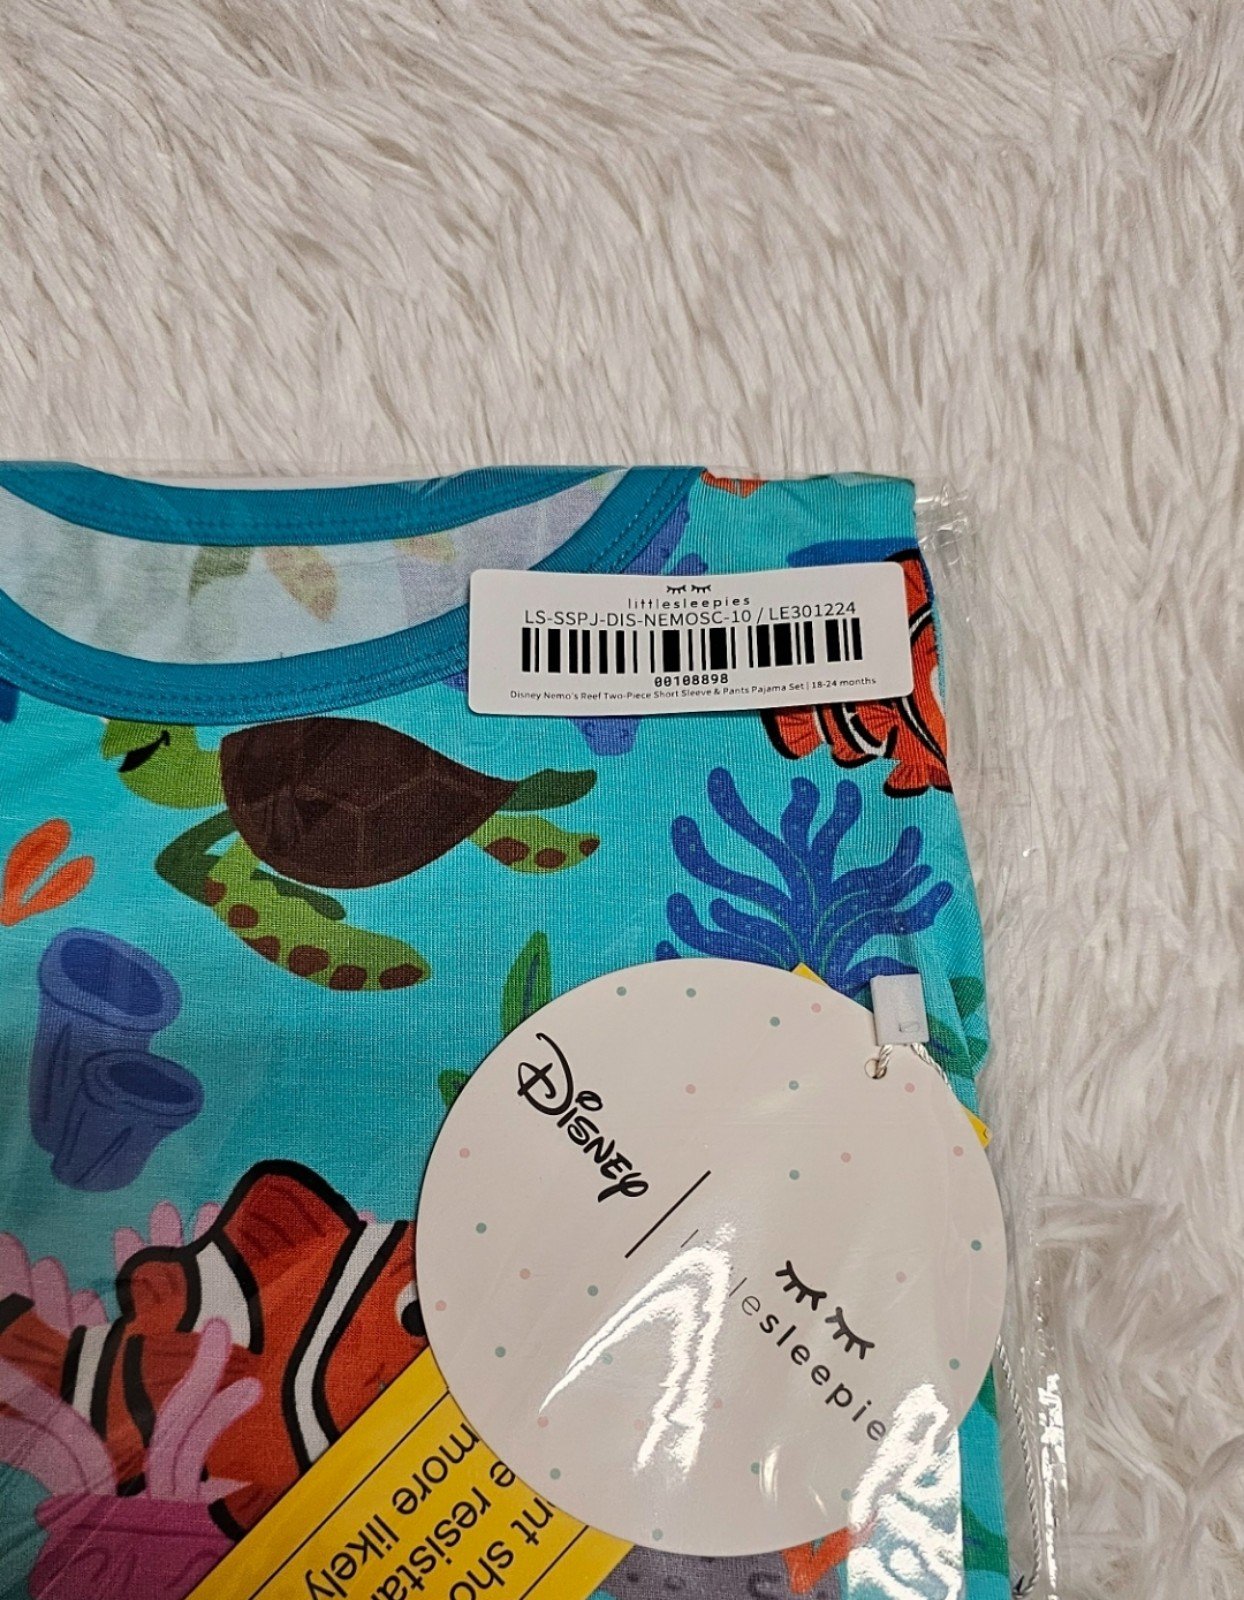 littlesleepies
LS-SSPJ-DIS-NEMOSC-10 / LE301224
00108898
Disney Nemo's Reef Two-Piece Short Sleeve & Pants Pajama Set | 18-24 months
Disney
lesleepie
nt sho
e resista
more likely